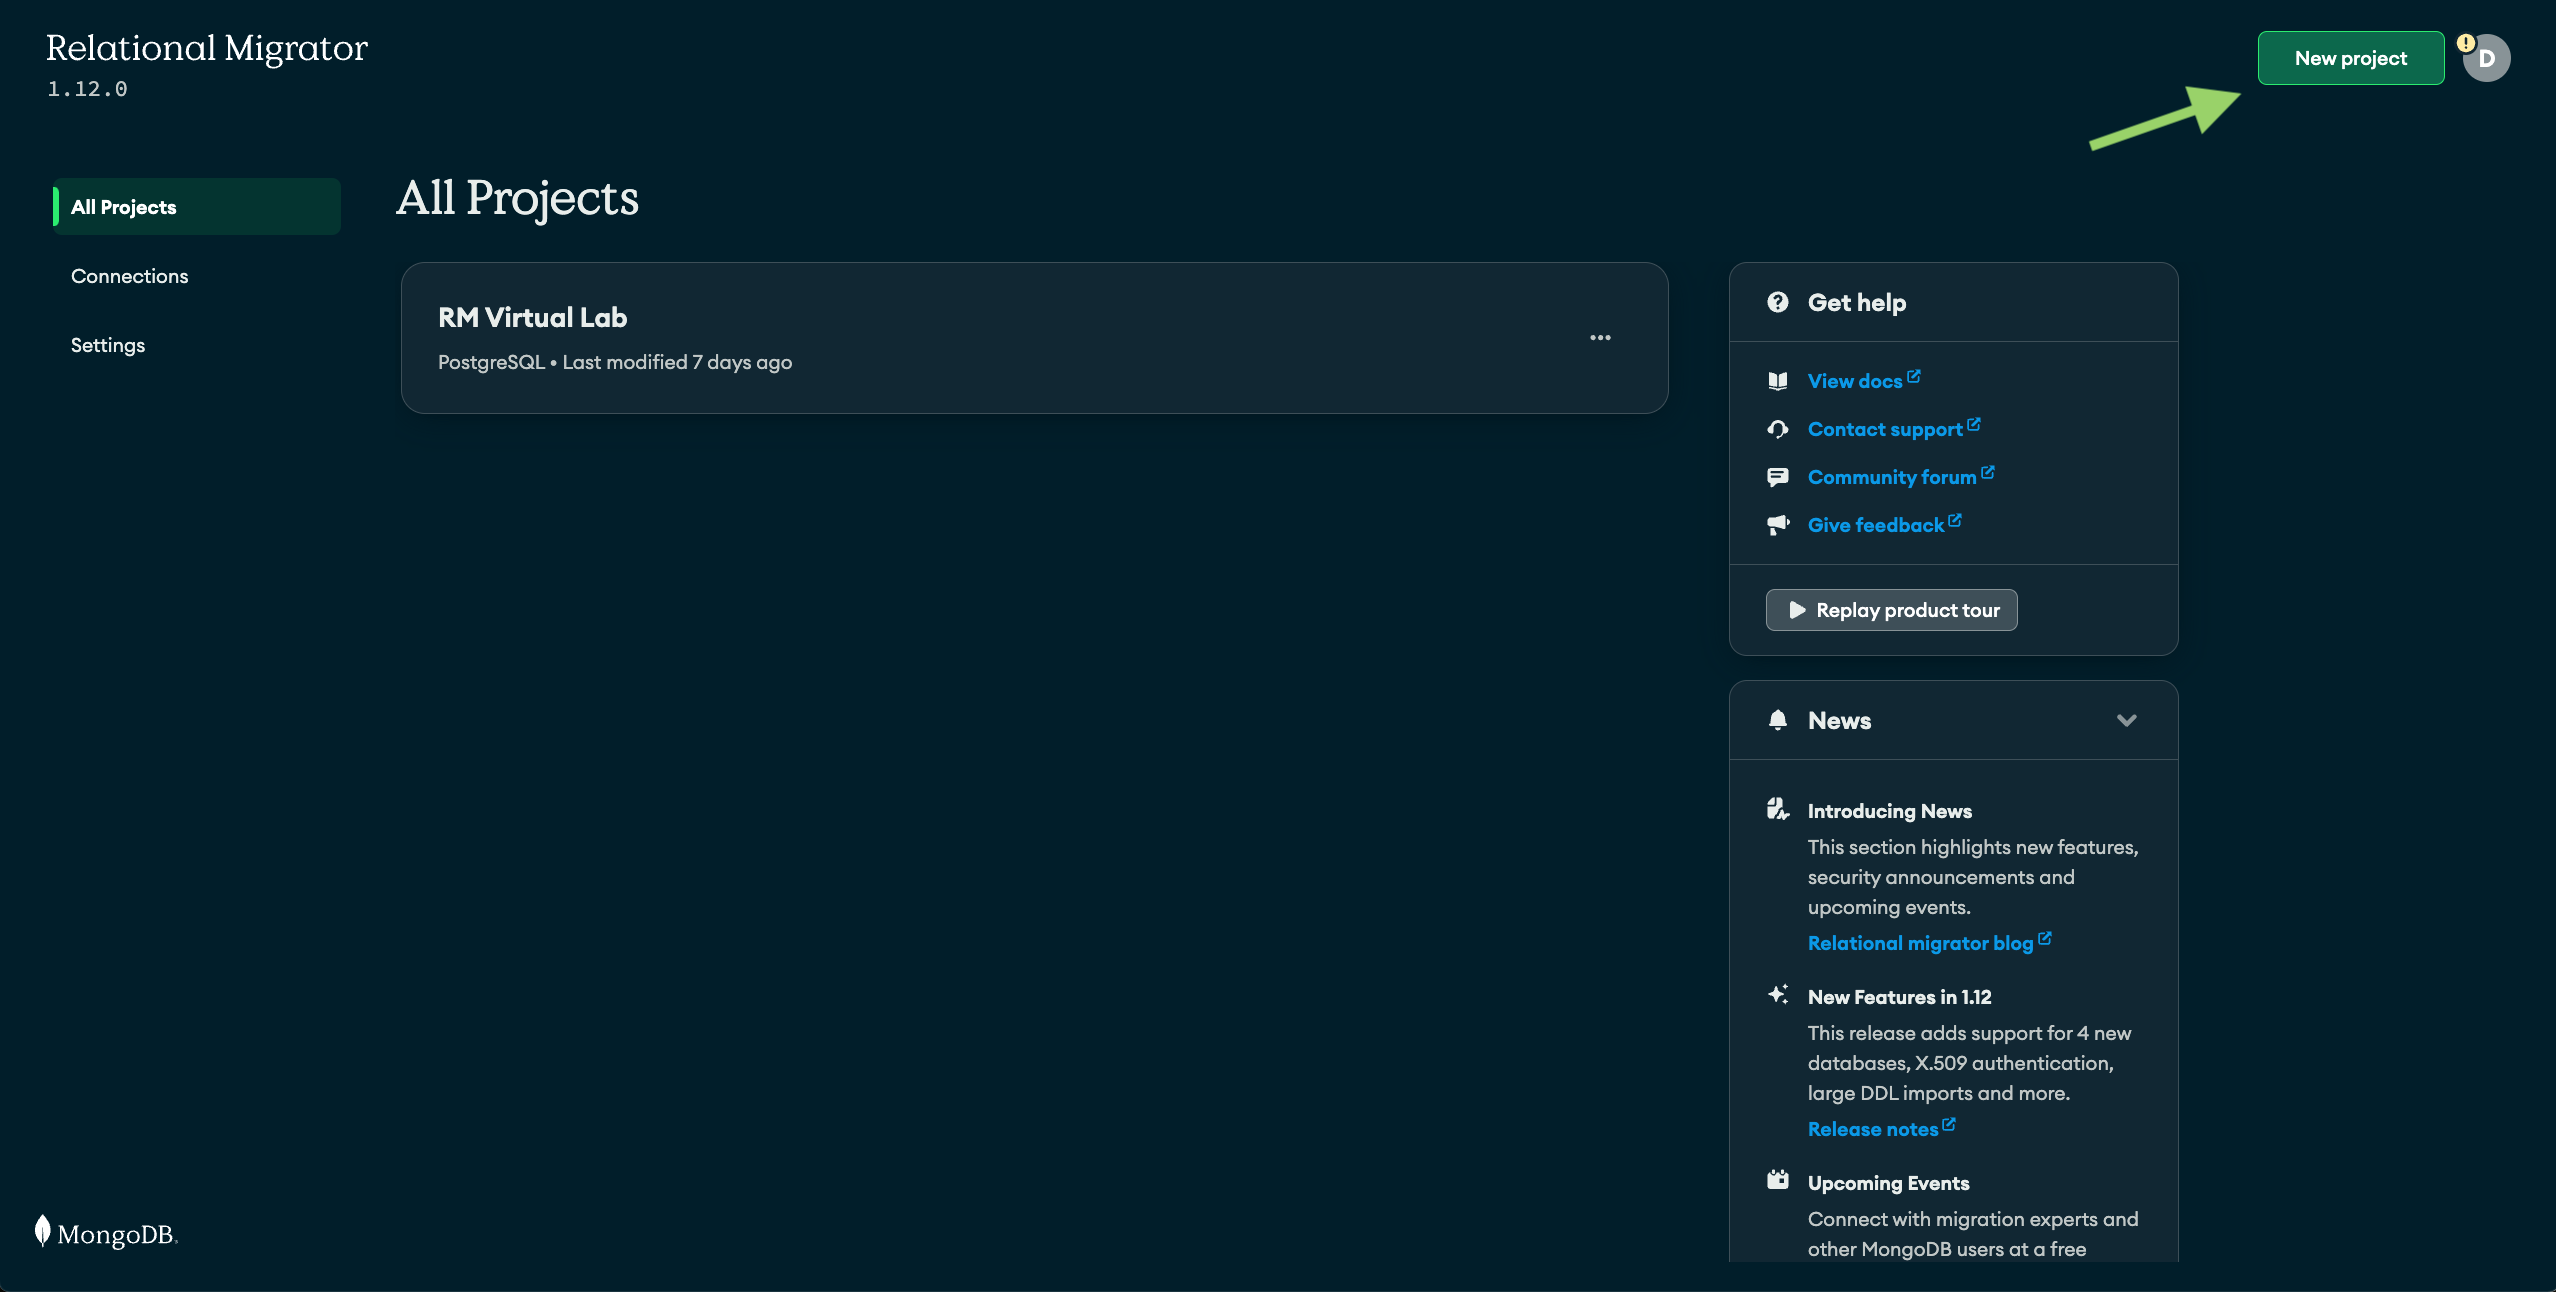 Relational Migrator
1.12.0
New project
! D
All Projects
Connections
Settings
All Projects
RM Virtual Lab
PostgreSQL • Last modified 7 days ago
Get help
View docs
Contact support
Community forum
Give feedback
Replay product tour
News
Introducing News
This section highlights new features,
security announcements and
upcoming events.
Relational migrator blog
New Features in 1.12
This release adds support for 4 new
databases, X.509 authentication,
large DDL imports and more.
Release notes
Upcoming Events
Connect with migration experts and
other MongoDB users at a free
MongoDB.